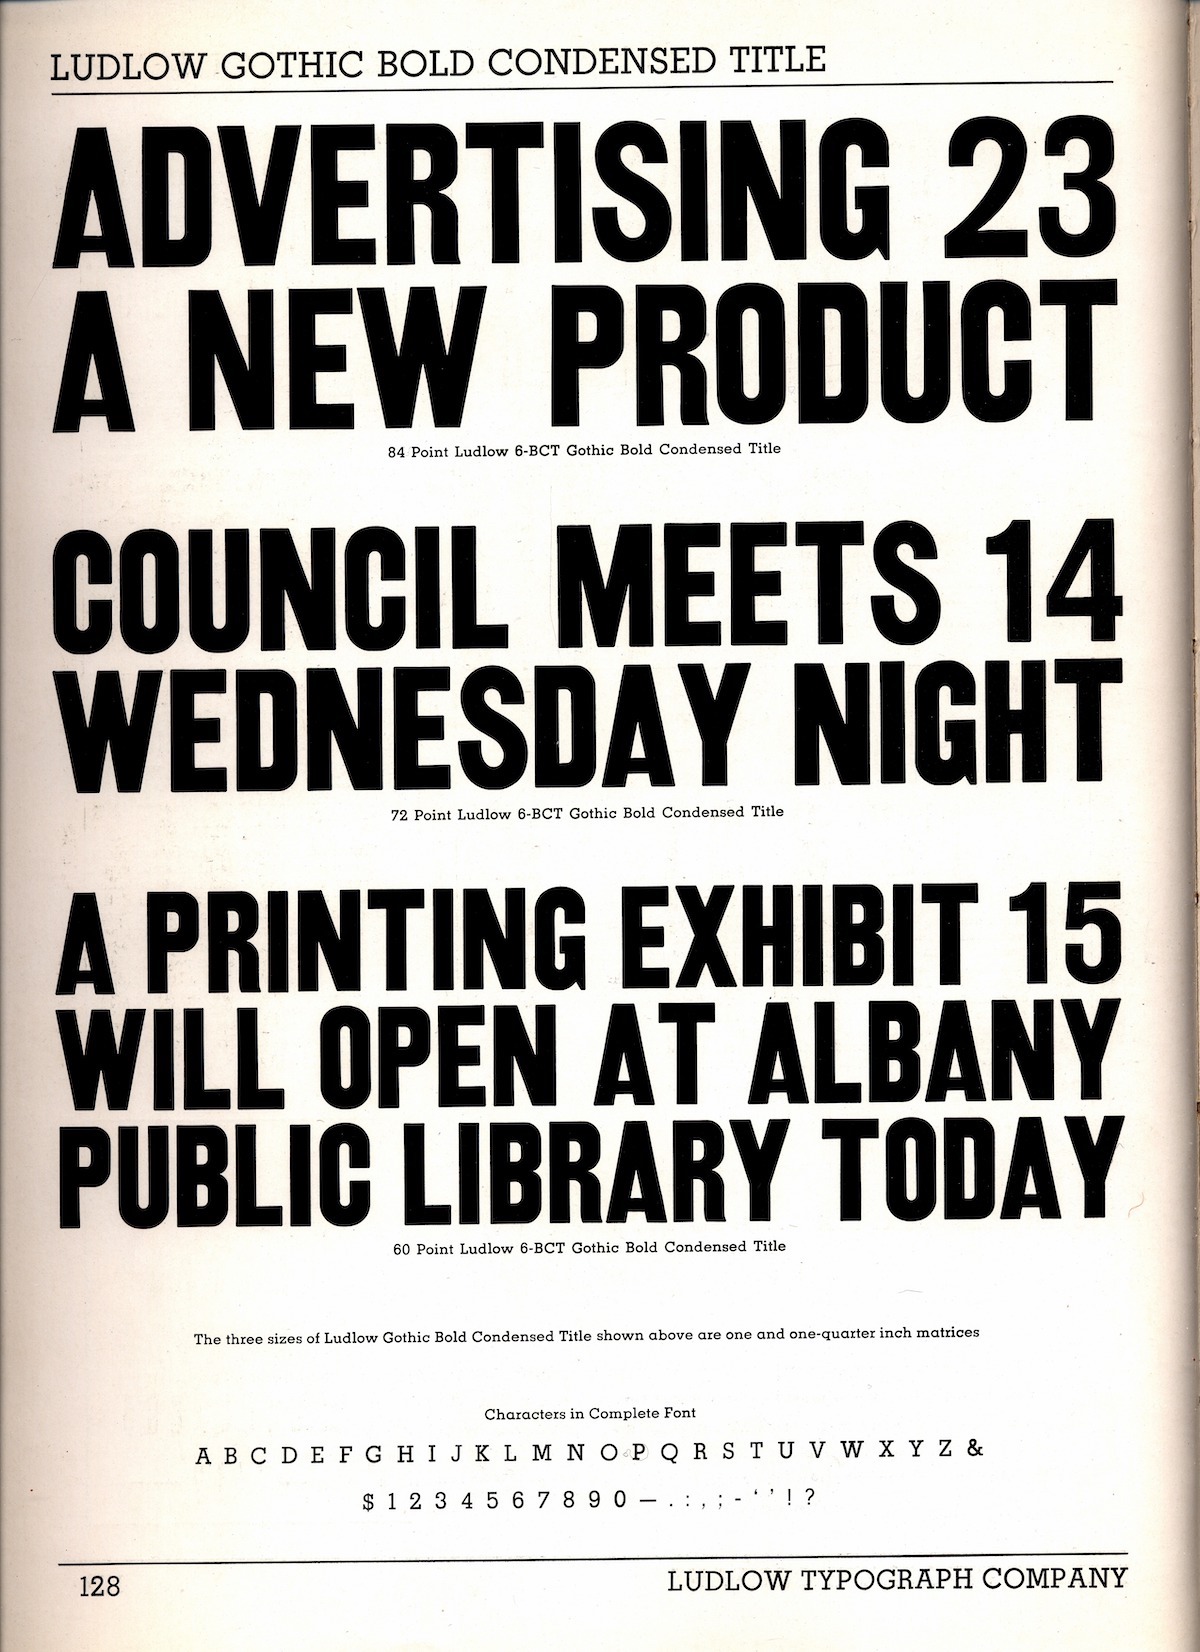 LUDLOW GOTHIC BOLD CONDENSED TITLE
ADVERTISING 23
A NEW PRODUCT
84 Point Ludlow 6-BCT Gothic Bold Condensed Title
COUNCIL MEETS 14
WEDNESDAY NIGHT
72 Point Ludlow 6-BCT Gothic Bold Condensed Title
A PRINTING EXHIBIT 15
WILL OPEN AT ALBANY
PUBLIC LIBRARY TODAY
60 Point Ludlow 6-BCT Gothic Bold Condensed Title
The three sizes of Ludlow Gothic Bold Condensed Title shown above are one and one-quarter inch matrices
Characters in Complete Font
A B C D E F G H I J K L M N O P Q R S T U V W X Y Z &
$ 1 2 3 4 5 6 7 8 9 0 — . : , ; - ‘ ’ ! ?
128
LUDLOW TYPOGRAPH COMPANY